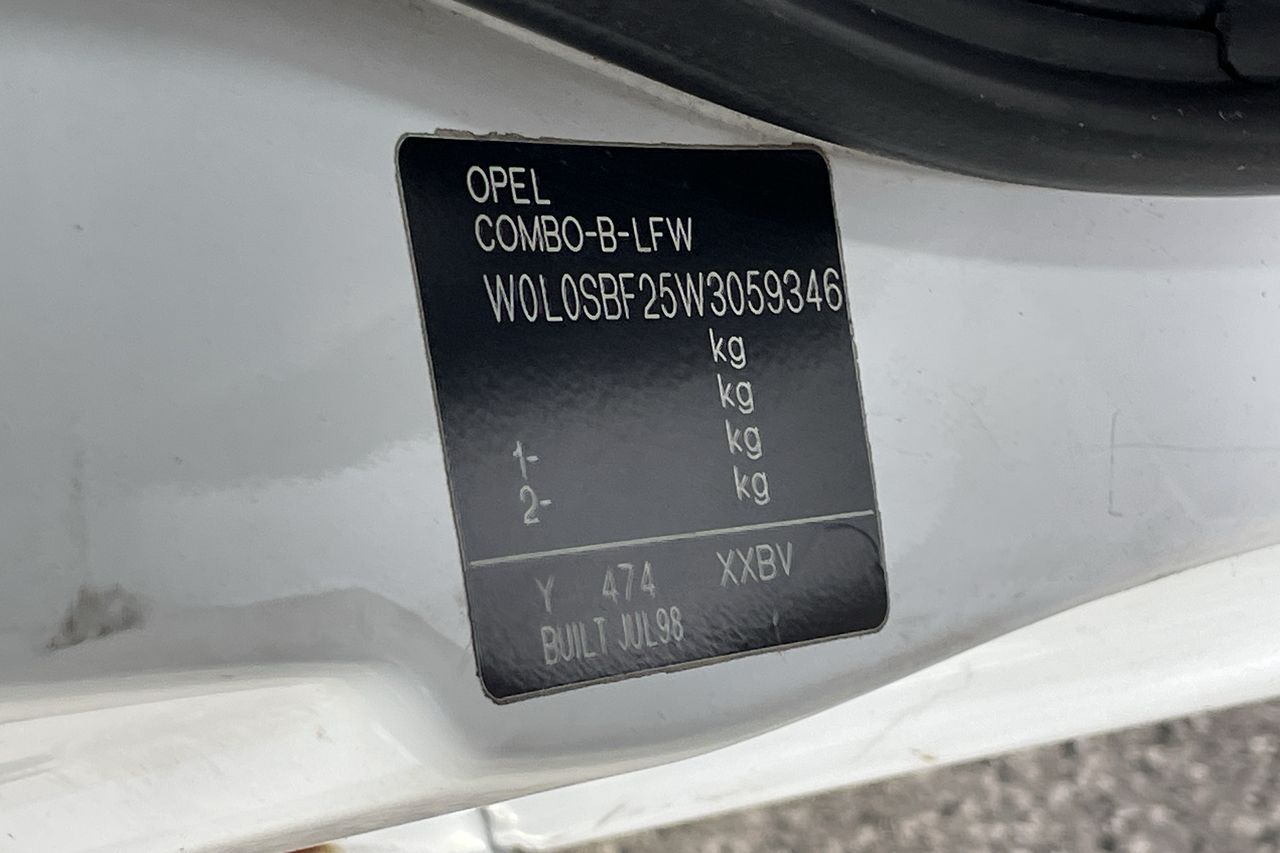 OPEL
COMBO-B-LFW
W0L0SBF25W3059346
kg
kg
1- kg
2- kg
Y 474 XXBV
BUILT JUL98